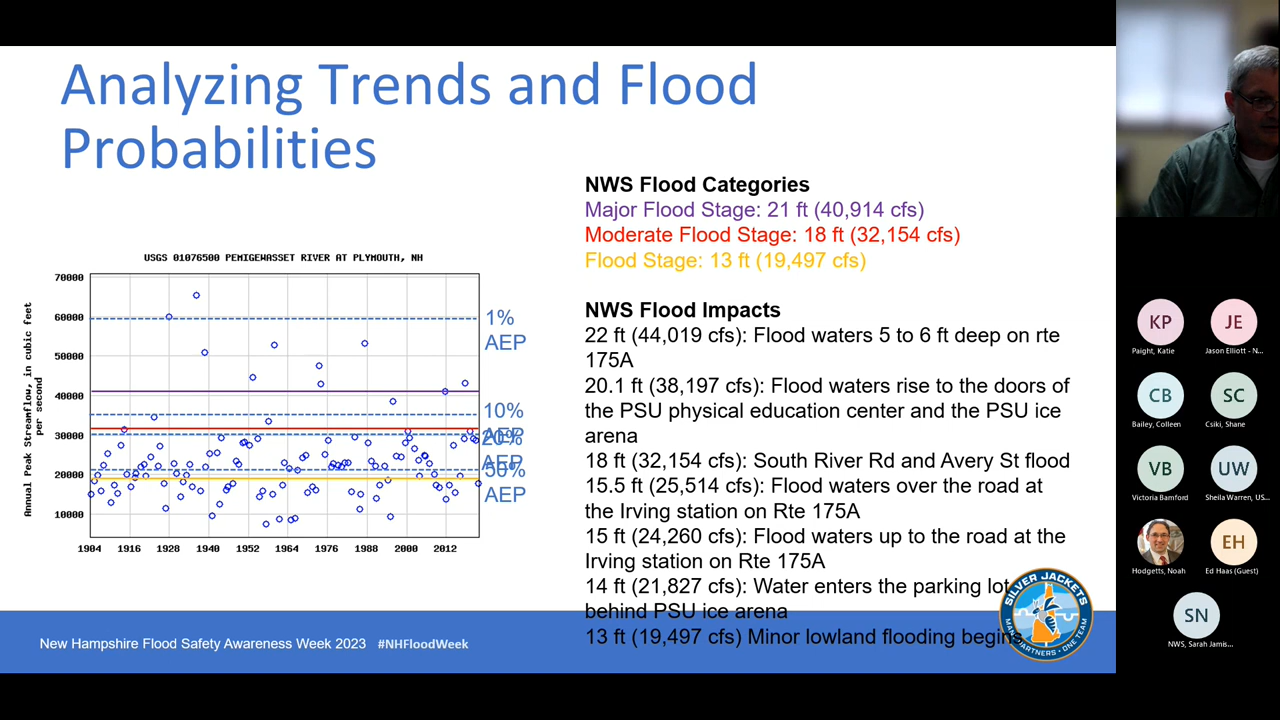 Analyzing Trends and Flood
Probabilities
NWS Flood Categories
Major Flood Stage: 21 ft (40,914 cfs)
Moderate Flood Stage: 18 ft (32,154 cfs)
Flood Stage: 13 ft (19,497 cfs)
USGS 01076500 PEMIGEWASSET RIVER AT PLYMOUTH, NH
Annual Peak Streamflow, in cubic feet
per second
70000
60000
50000
40000
30000
20000
10000
1904 1916 1928 1940 1952 1964 1976 1988 2000 2012
1%
AEP
10%
AEP
20%
AEP
50%
AEP
NWS Flood Impacts
22 ft (44,019 cfs): Flood waters 5 to 6 ft deep on rte
175A
20.1 ft (38,197 cfs): Flood waters rise to the doors of
the PSU physical education center and the PSU ice
arena
18 ft (32,154 cfs): South River Rd and Avery St flood
15.5 ft (25,514 cfs): Flood waters over the road at
the Irving station on Rte 175A
15 ft (24,260 cfs): Flood waters up to the road at the
Irving station on Rte 175A
14 ft (21,827 cfs): Water enters the parking lot
behind PSU ice arena
13 ft (19,497 cfs) Minor lowland flooding begins
SILVER JACKETS
PARTNERS • ONE TEAM
New Hampshire Flood Safety Awareness Week 2023 #NHFloodWeek
KP
Paight, Katie
JE
Jason Elliott - N...
CB
Bailey, Colleen
SC
Csiki, Shane
VB
Victoria Bamford
UW
Sheila Warren, US...
Hodgetts, Noah
EH
Ed Haas (Guest)
SN
NWS, Sarah Jamis...